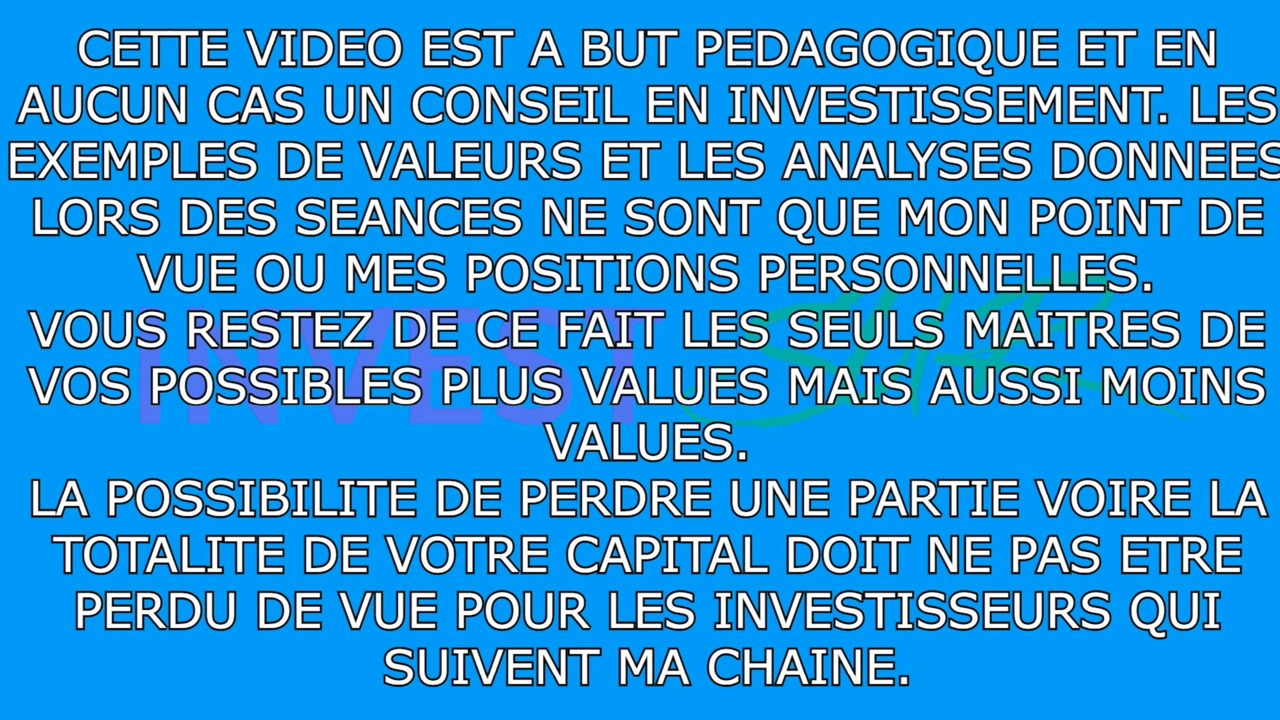 CETTE VIDEO EST A BUT PEDAGOGIQUE ET EN
AUCUN CAS UN CONSEIL EN INVESTISSEMENT. LES
EXEMPLES DE VALEURS ET LES ANALYSES DONNEES
LORS DES SEANCES NE SONT QUE MON POINT DE
VUE OU MES POSITIONS PERSONNELLES.
VOUS RESTEZ DE CE FAIT LES SEULS MAITRES DE
VOS POSSIBLES PLUS VALUES MAIS AUSSI MOINS
VALUES.
LA POSSIBILITE DE PERDRE UNE PARTIE VOIRE LA
TOTALITE DE VOTRE CAPITAL DOIT NE PAS ETRE
PERDU DE VUE POUR LES INVESTISSEURS QUI
SUIVENT MA CHAINE.
INVEST